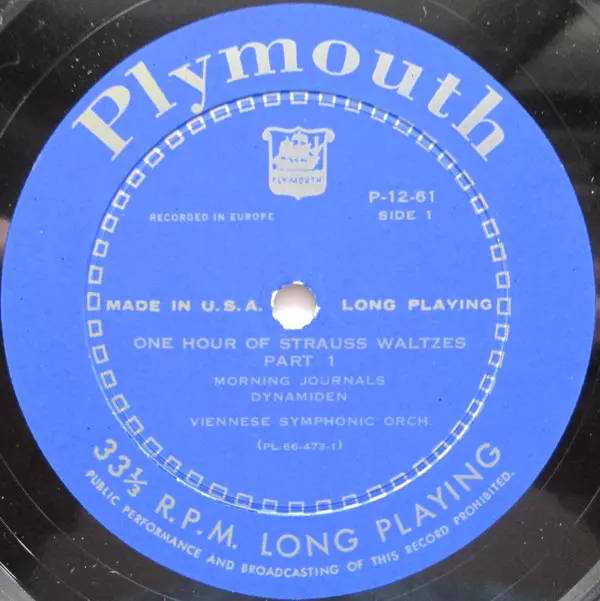 Plymouth
PLYMOUTH
P-12-61
RECORDED IN EUROPE
SIDE 1
MADE IN U.S.A.
LONG PLAYING
ONE HOUR OF STRAUSS WALTZES
PART 1
MORNING JOURNALS
DYNAMIDEN
VIENNESE SYMPHONIC ORCH.
(PL-66-473-1)
33⅓ R.P.M. LONG PLAYING
PUBLIC PERFORMANCE AND BROADCASTING OF THIS RECORD PROHIBITED.